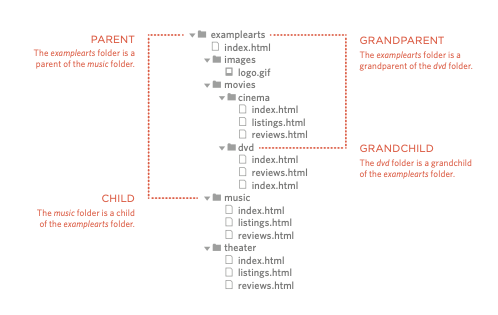 PARENT
The examplearts folder is a
parent of the music folder.
examplearts
index.html
images
logo.gif
movies
cinema
index.html
listings.html
reviews.html
dvd
index.html
reviews.html
index.html
music
index.html
listings.html
reviews.html
theater
index.html
listings.html
reviews.html
GRANDPARENT
The examplearts folder is a
grandparent of the dvd folder.
GRANDCHILD
The dvd folder is a grandchild
of the examplearts folder.
CHILD
The music folder is a child
of the examplearts folder.